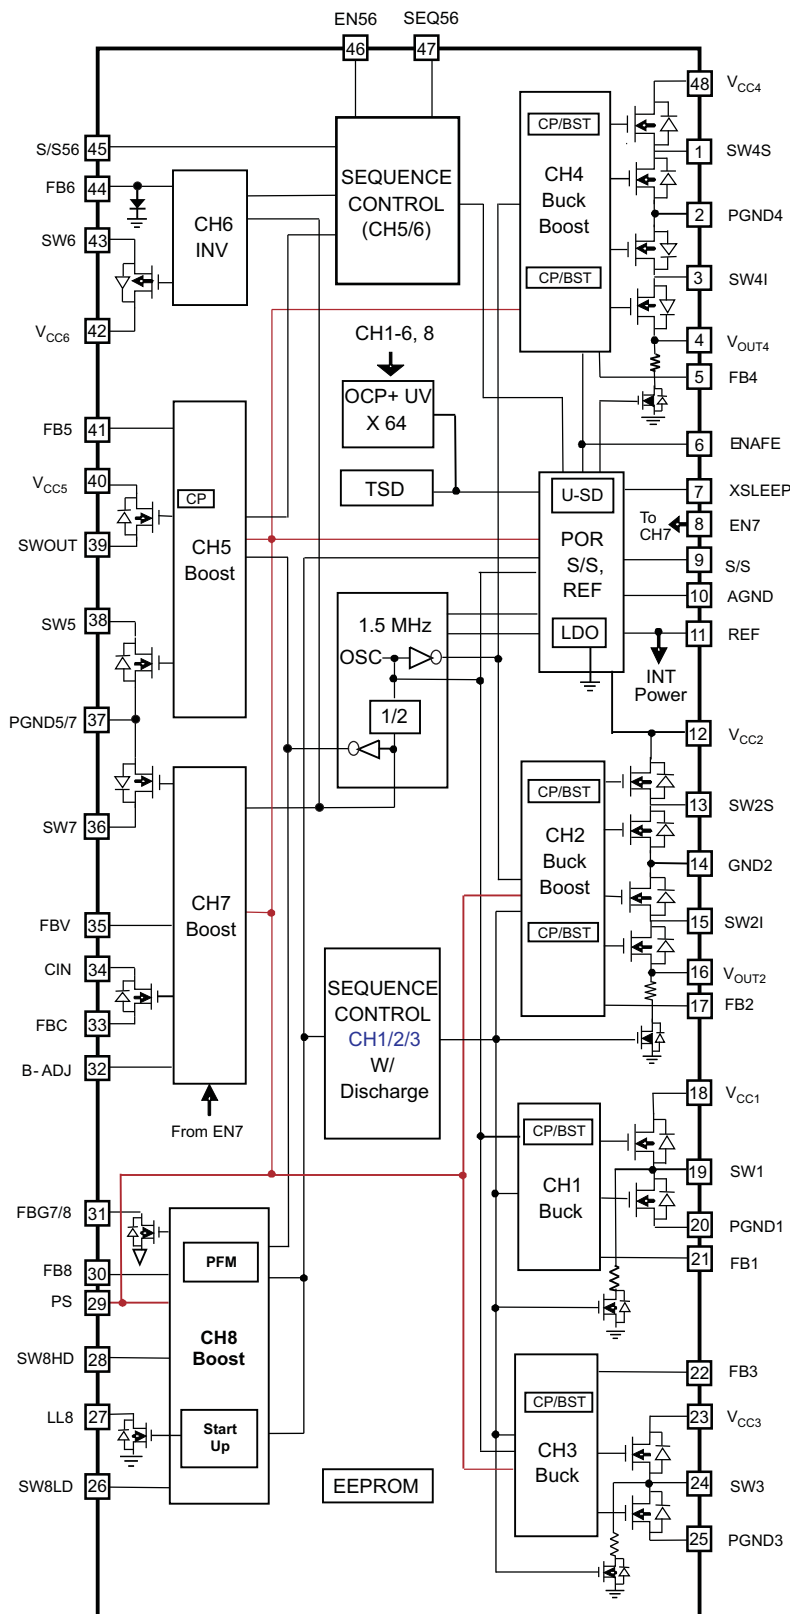 EN56 SEQ56
46 47
S/S56 45
FB6 44
SW6 43
VCC6 42
CH6
INV
SEQUENCE
CONTROL
(CH5/6)
CP/BST
CH4
Buck
Boost
CP/BST
48 VCC4
1 SW4S
2 PGND4
3 SW4I
4 VOUT4
5 FB4
CH1-6, 8
OCP+ UV
X 64
TSD
FB5 41
VCC5 40
SWOUT 39
SW5 38
PGND5/7 37
SW7 36
CP
CH5
Boost
U-SD
POR
S/S,
REF
LDO
6 ENAFE
7 XSLEEP
To
CH7
8 EN7
9 S/S
10 AGND
11 REF
INT
Power
1.5 MHz
OSC
1/2
12 VCC2
13 SW2S
14 GND2
15 SW2I
16 VOUT2
17 FB2
CP/BST
CH2
Buck
Boost
CP/BST
CH7
Boost
FBV 35
CIN 34
FBC 33
B-ADJ 32
From EN7
SEQUENCE
CONTROL
CH1/2/3
W/
Discharge
CP/BST
CH1
Buck
18 VCC1
19 SW1
20 PGND1
21 FB1
FBG7/8 31
FB8 30
PS 29
SW8HD 28
LL8 27
SW8LD 26
PFM
CH8
Boost
Start
Up
EEPROM
CP/BST
CH3
Buck
22 FB3
23 VCC3
24 SW3
25 PGND3